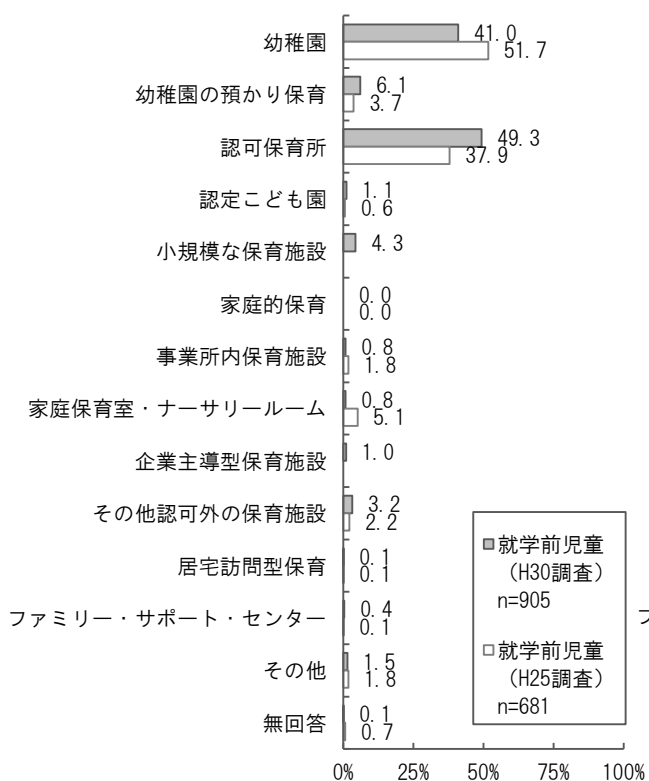 幼稚園
41.0
51.7
幼稚園の預かり保育
6.1
3.7
認可保育所
49.3
37.9
認定こども園
1.1
0.6
小規模な保育施設
4.3
家庭的保育
0.0
0.0
事業所内保育施設
0.8
1.8
家庭保育室・ナーサリールーム
0.8
5.1
企業主導型保育施設
1.0
その他認可外の保育施設
3.2
2.2
居宅訪問型保育
0.1
0.1
ファミリー・サポート・センター
0.4
0.1
その他
1.5
1.8
無回答
0.1
0.7
0% 25% 50% 75% 100%
就学前児童
（H30調査）
n=905
就学前児童
（H25調査）
n=681
フ